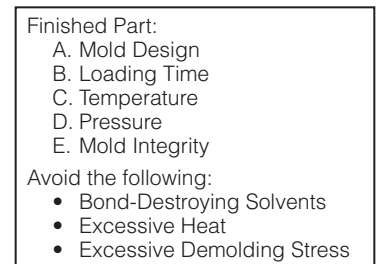 Finished Part:
A. Mold Design
B. Loading Time
C. Temperature
D. Pressure
E. Mold Integrity
Avoid the following:
• Bond-Destroying Solvents
• Excessive Heat
• Excessive Demolding Stress